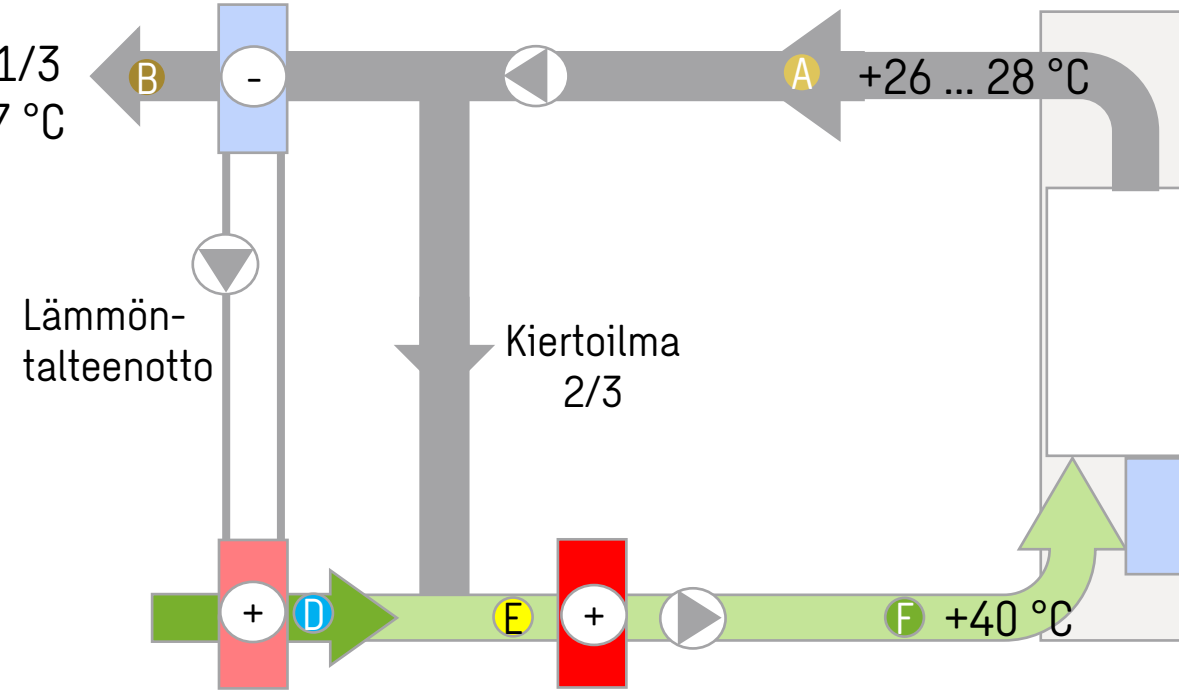 1/3
B
-
A
+26 ... 28 °C
7 °C
Lämmön-
talteenotto
Kiertoilma
2/3
+
D
E
+
F
+40 °C